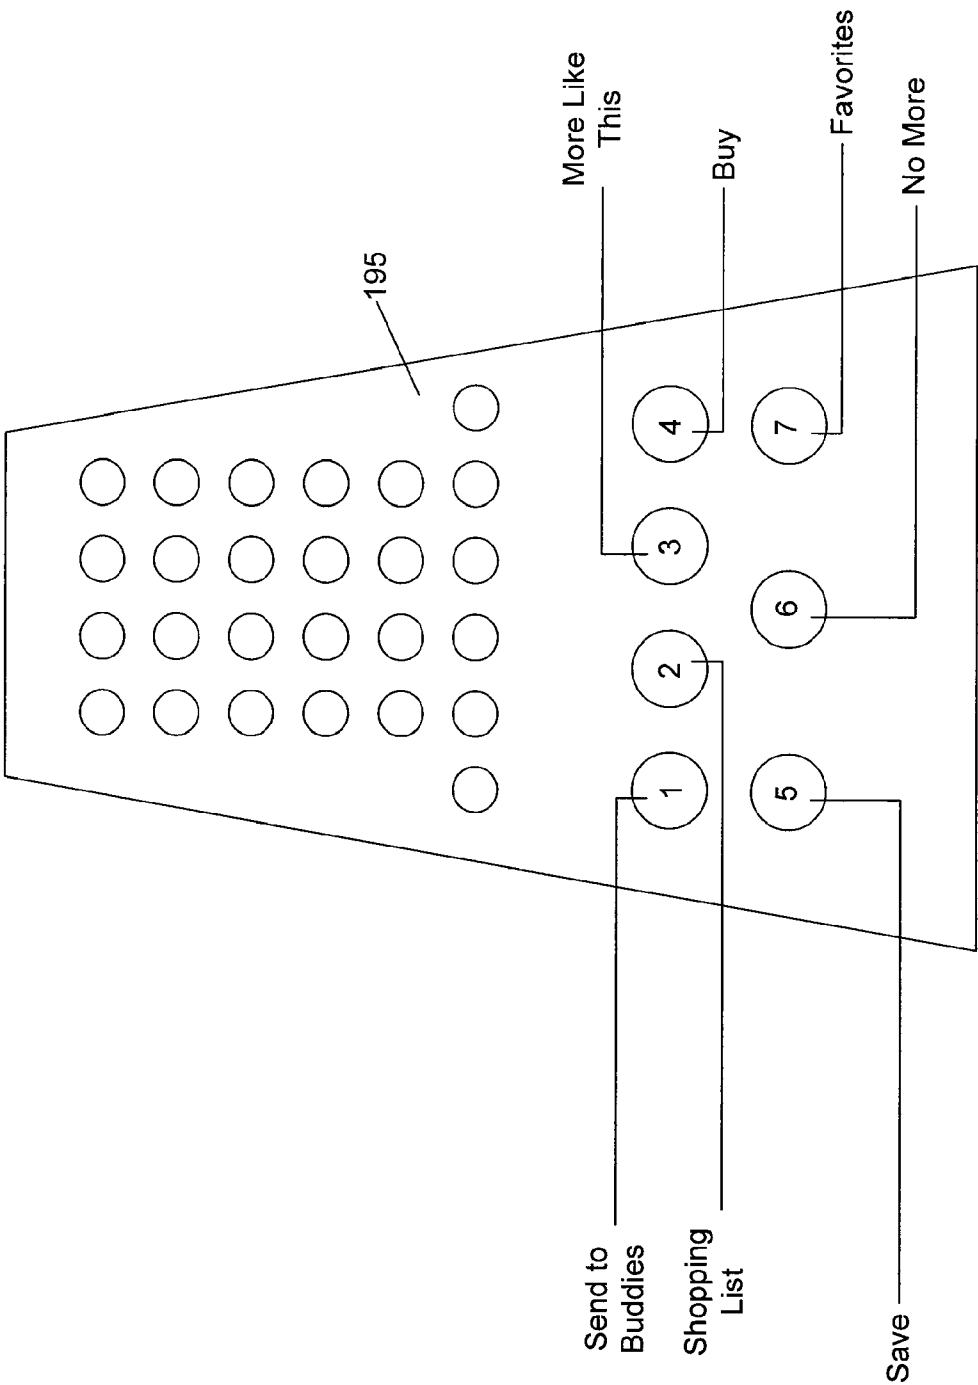 195
More Like
This
Buy
Favorites
No More
1
2
3
4
5
6
7
Send to
Buddies
Shopping
List
Save